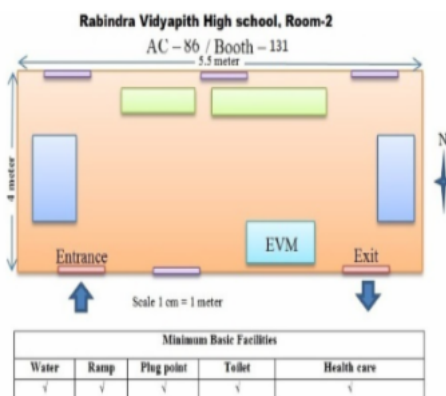 Rabindra Vidyapith High school, Room-2
AC – 86 / Booth – 131
5.5 meter
4 meter
N
EVM
Entrance
Exit
Scale 1 cm = 1 meter
Minimum Basic Facilities
Water Ramp Plug point Toilet Health care
√ √ √ √ √